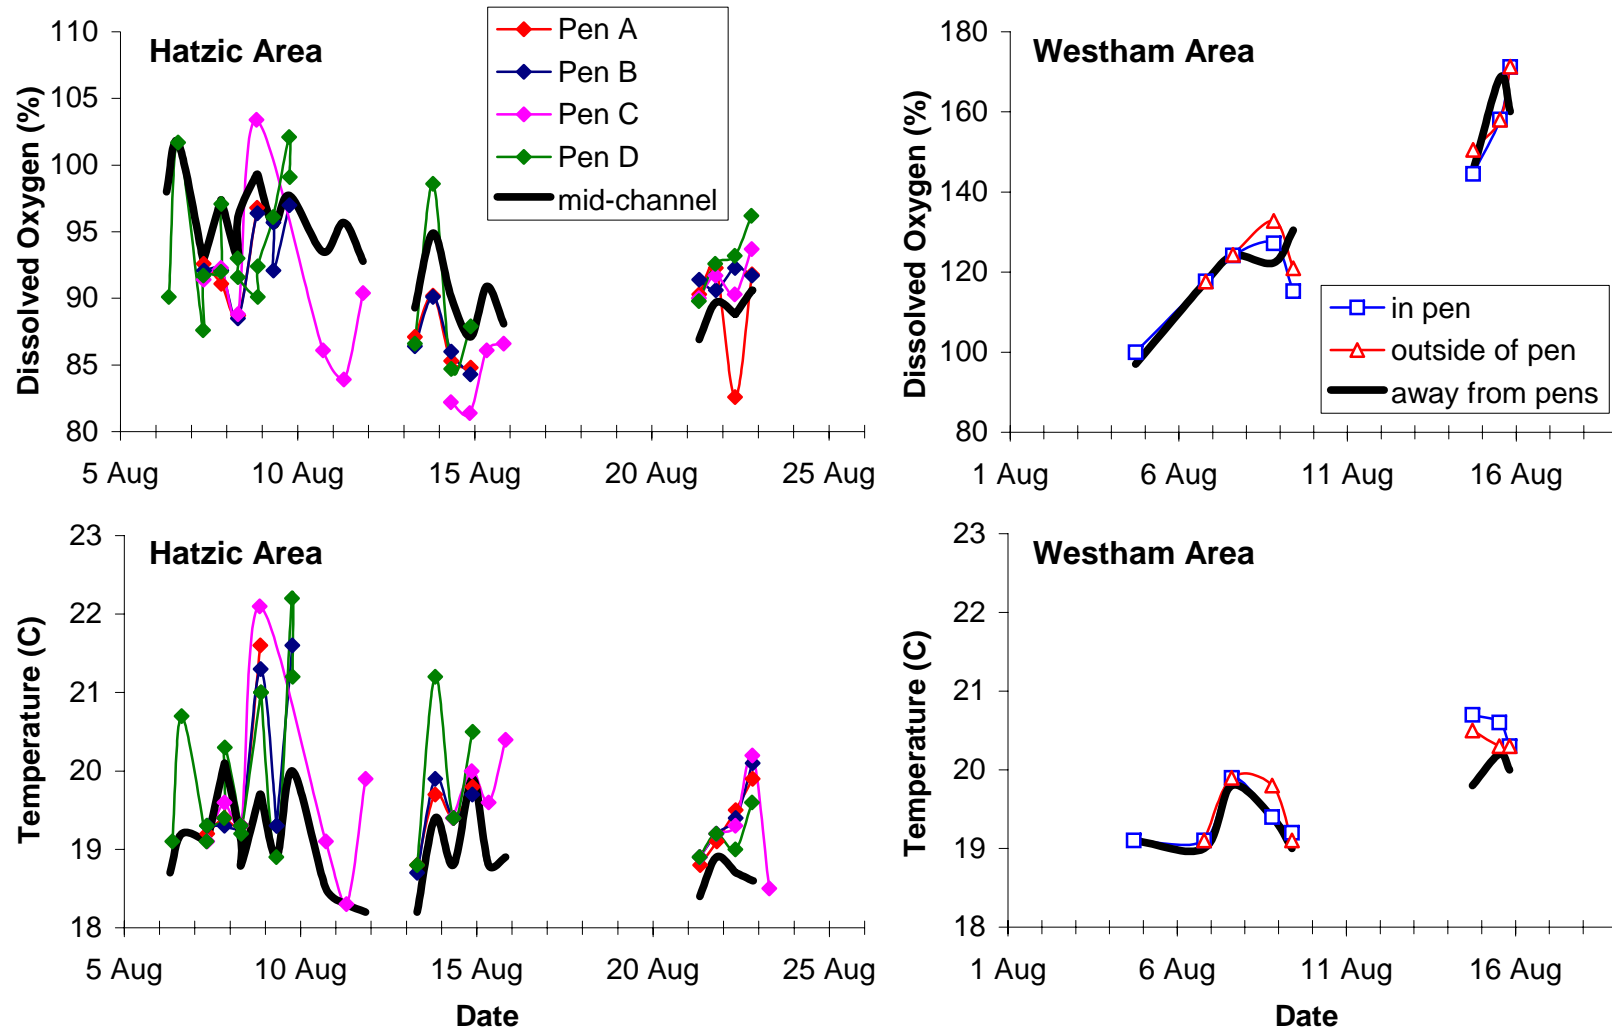 Hatzic Area
Dissolved Oxygen (%)
110
105
100
95
90
85
80
5 Aug
10 Aug
15 Aug
20 Aug
25 Aug
Pen A
Pen B
Pen C
Pen D
mid-channel
Westham Area
Dissolved Oxygen (%)
180
160
140
120
100
80
1 Aug
6 Aug
11 Aug
16 Aug
in pen
outside of pen
away from pens
Hatzic Area
Temperature (C)
23
22
21
20
19
18
5 Aug
10 Aug
15 Aug
20 Aug
25 Aug
Date
Westham Area
Temperature (C)
23
22
21
20
19
18
1 Aug
6 Aug
11 Aug
16 Aug
Date